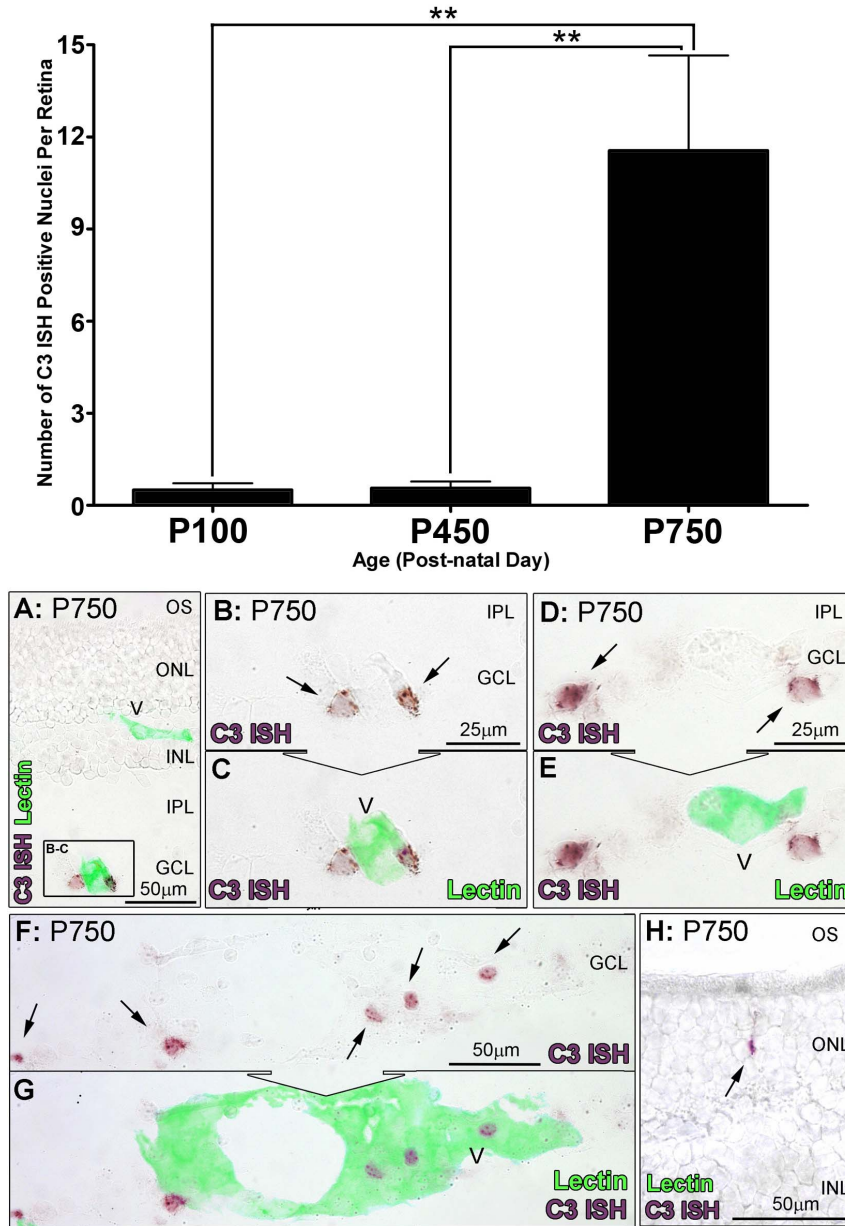 **
**
15
12
9
6
3
0
Number of C3 ISH Positive Nuclei Per Retina
P100 P450 P750
Age (Post-natal Day)
A: P750 OS
ONL
V
INL
IPL
B-C
GCL
50μm
C3 ISH Lectin
B: P750 IPL
GCL
C3 ISH 25μm
C
V
C3 ISH Lectin
D: P750 IPL
GCL
C3 ISH 25μm
E
V
C3 ISH Lectin
F: P750
GCL
50μm C3 ISH
G
V
Lectin
C3 ISH
H: P750 OS
ONL
INL
Lectin
C3 ISH 50μm